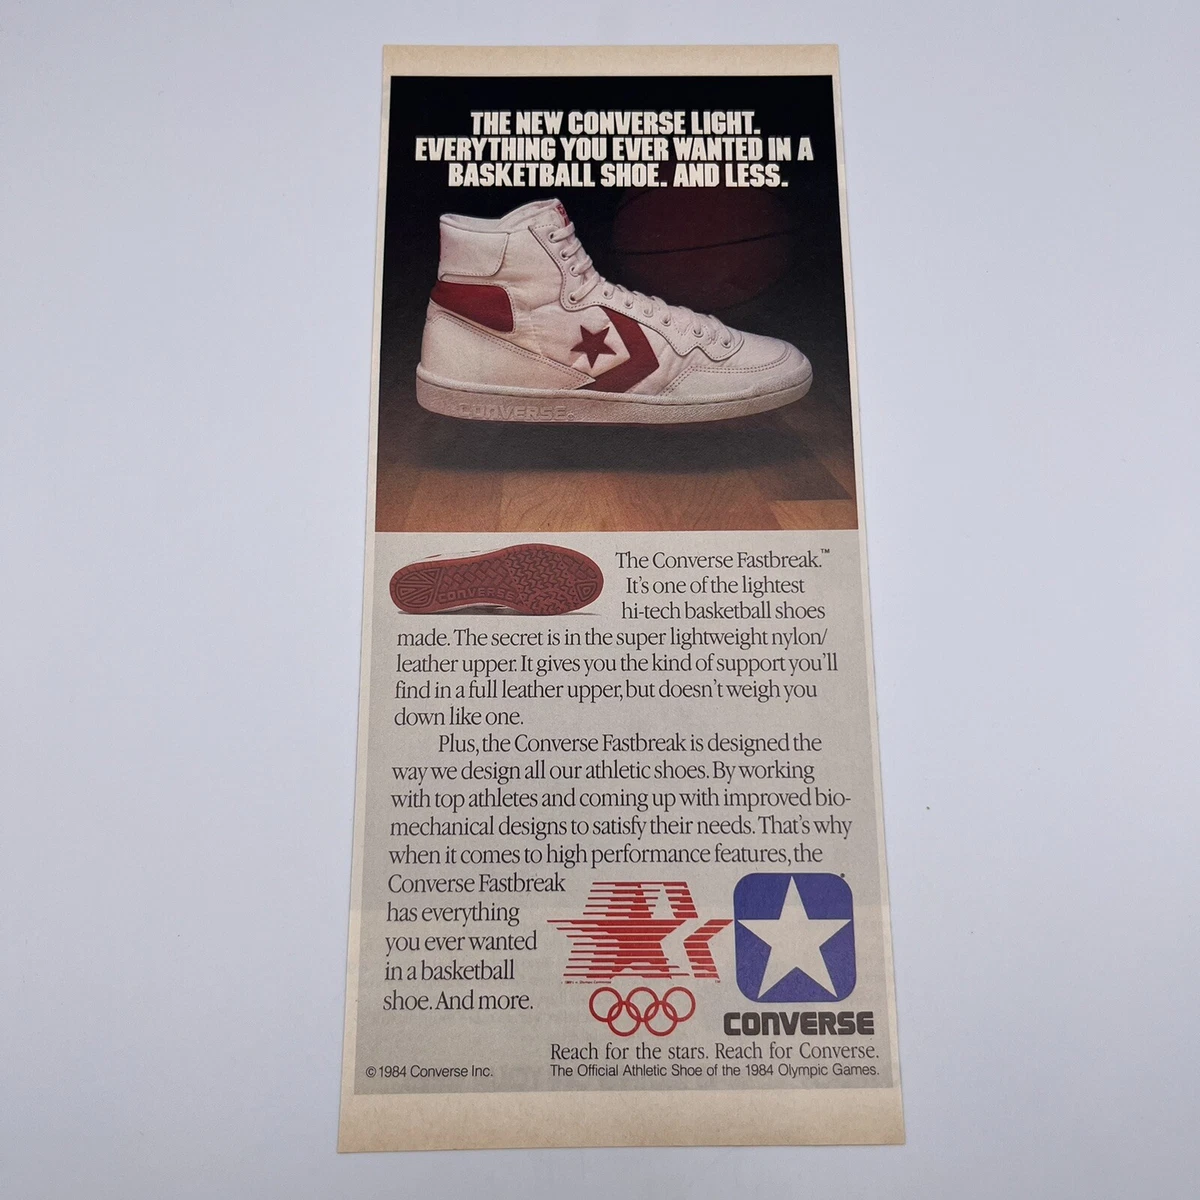 THE NEW CONVERSE LIGHT.
EVERYTHING YOU EVER WANTED IN A
BASKETBALL SHOE. AND LESS.
CONVERSE
The Converse Fastbreak.™
It's one of the lightest
hi-tech basketball shoes
CONVERSE
made. The secret is in the super lightweight nylon/
leather upper. It gives you the kind of support you'll
find in a full leather upper, but doesn't weigh you
down like one.
Plus, the Converse Fastbreak is designed the
way we design all our athletic shoes. By working
with top athletes and coming up with improved bio-
mechanical designs to satisfy their needs. That's why
when it comes to high performance features, the
Converse Fastbreak
has everything
you ever wanted
in a basketball
shoe. And more.
™
®
CONVERSE
Reach for the stars. Reach for Converse.
© 1984 Converse Inc.
The Official Athletic Shoe of the 1984 Olympic Games.